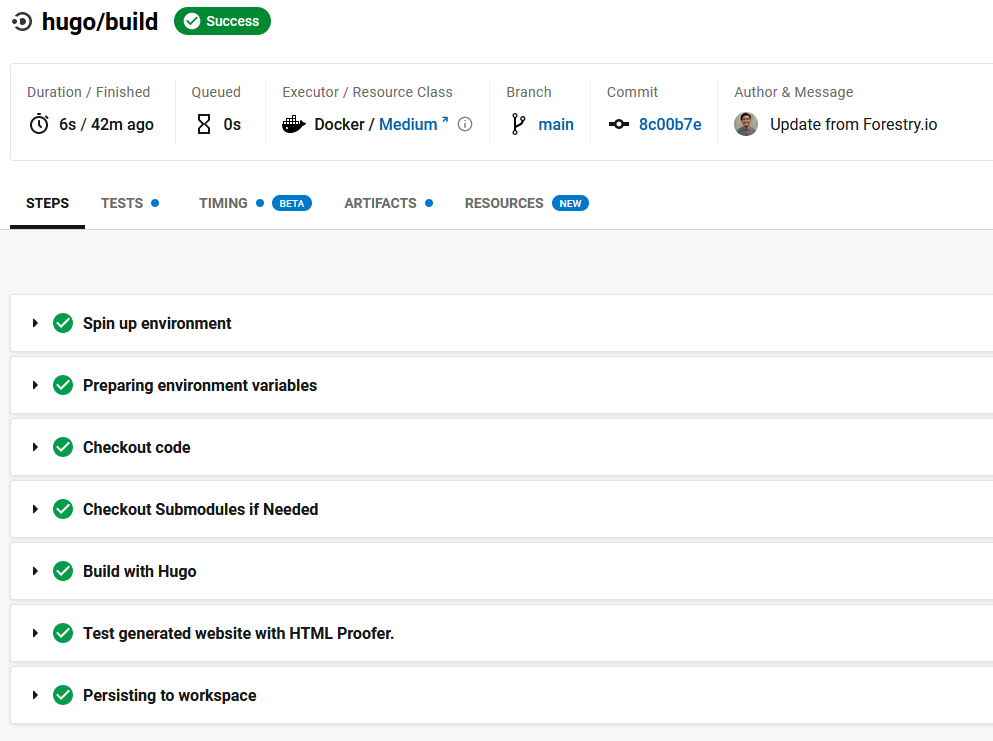 hugo/build Success
Duration / Finished Queued Executor / Resource Class Branch Commit Author & Message
6s / 42m ago 0s Docker / Medium main 8c00b7e Update from Forestry.io
STEPS TESTS TIMING BETA ARTIFACTS RESOURCES NEW
Spin up environment
Preparing environment variables
Checkout code
Checkout Submodules if Needed
Build with Hugo
Test generated website with HTML Proofer.
Persisting to workspace